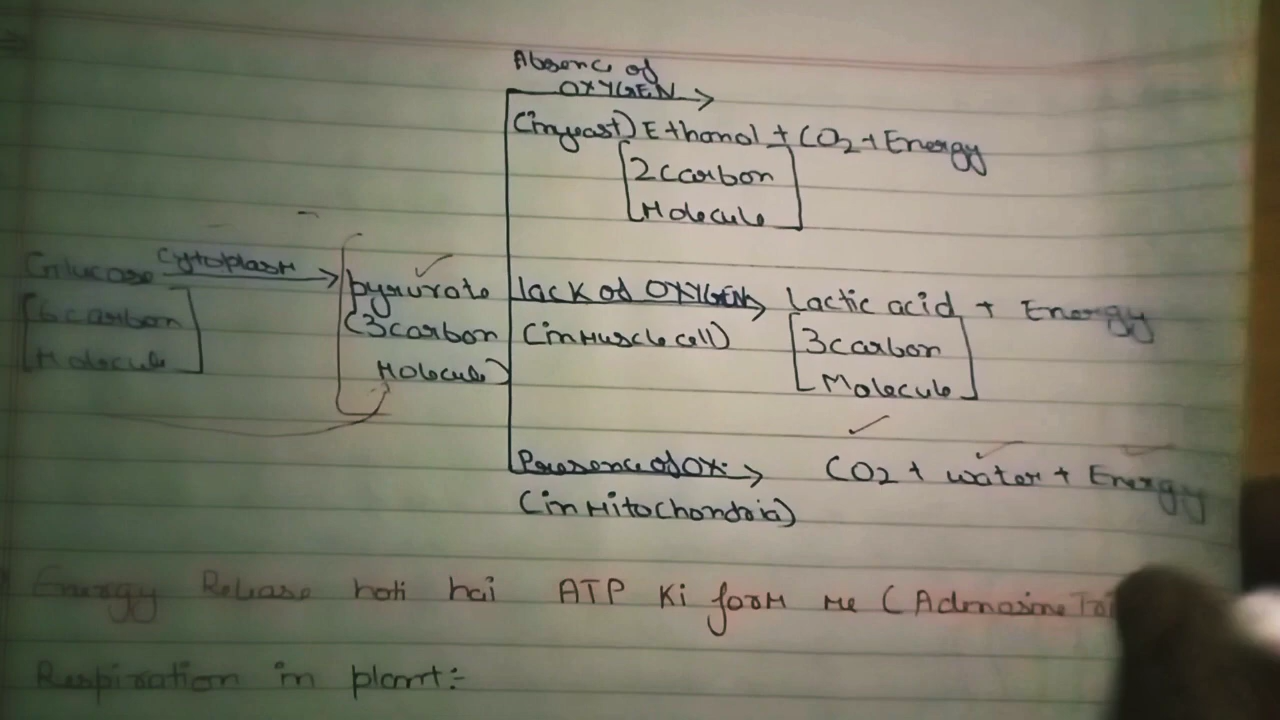 Absence of
OXYGEN
(in yeast) Ethanol + CO2 + Energy
[2 carbon
Molecule]
Glucose cytoplasm pyruvate lack of OXYGEN Lactic acid + Energy
[6 carbon (3 carbon (in Muscle cell) [3 carbon
Molecule] Molecule) Molecule]
Presence of OX. CO2 + water + Energy
(in Mitochondria)
Energy Release hoti hai ATP Ki form me (
Respiration in plant:-